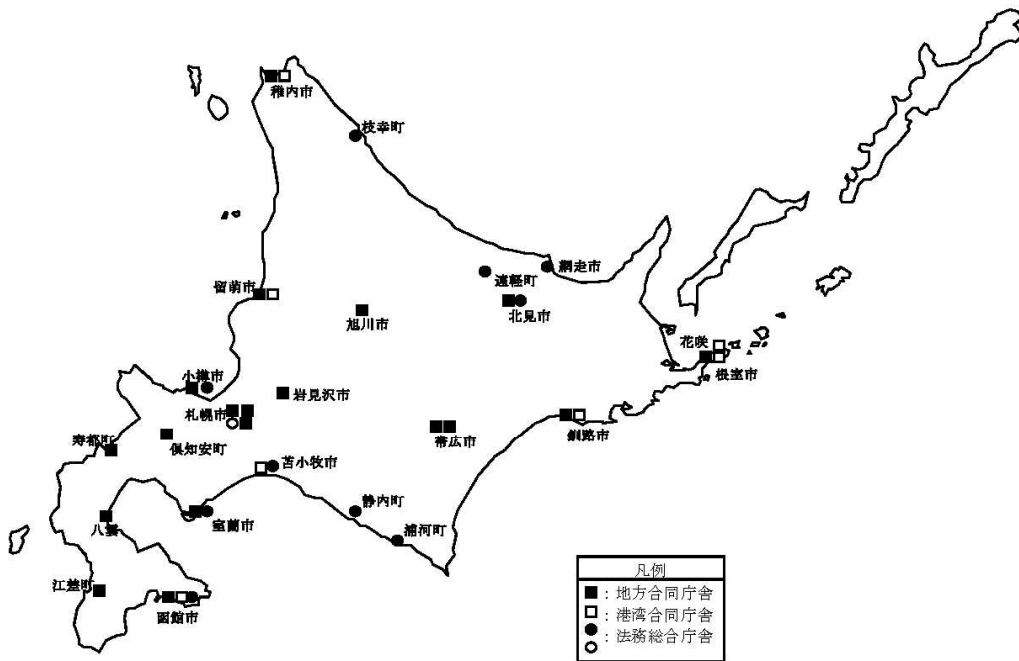 稚内市
枝幸町
網走市
遠軽町
留萌市
旭川市
北見市
花咲
根室市
小樽市
岩見沢市
札幌市
帯広市
釧路市
寿都町
倶知安町
苫小牧市
静内町
室蘭市
八雲
浦河町
江差町
函館市
凡例
■：地方合同庁舎
□：港湾合同庁舎
●：法務総合庁舎
○